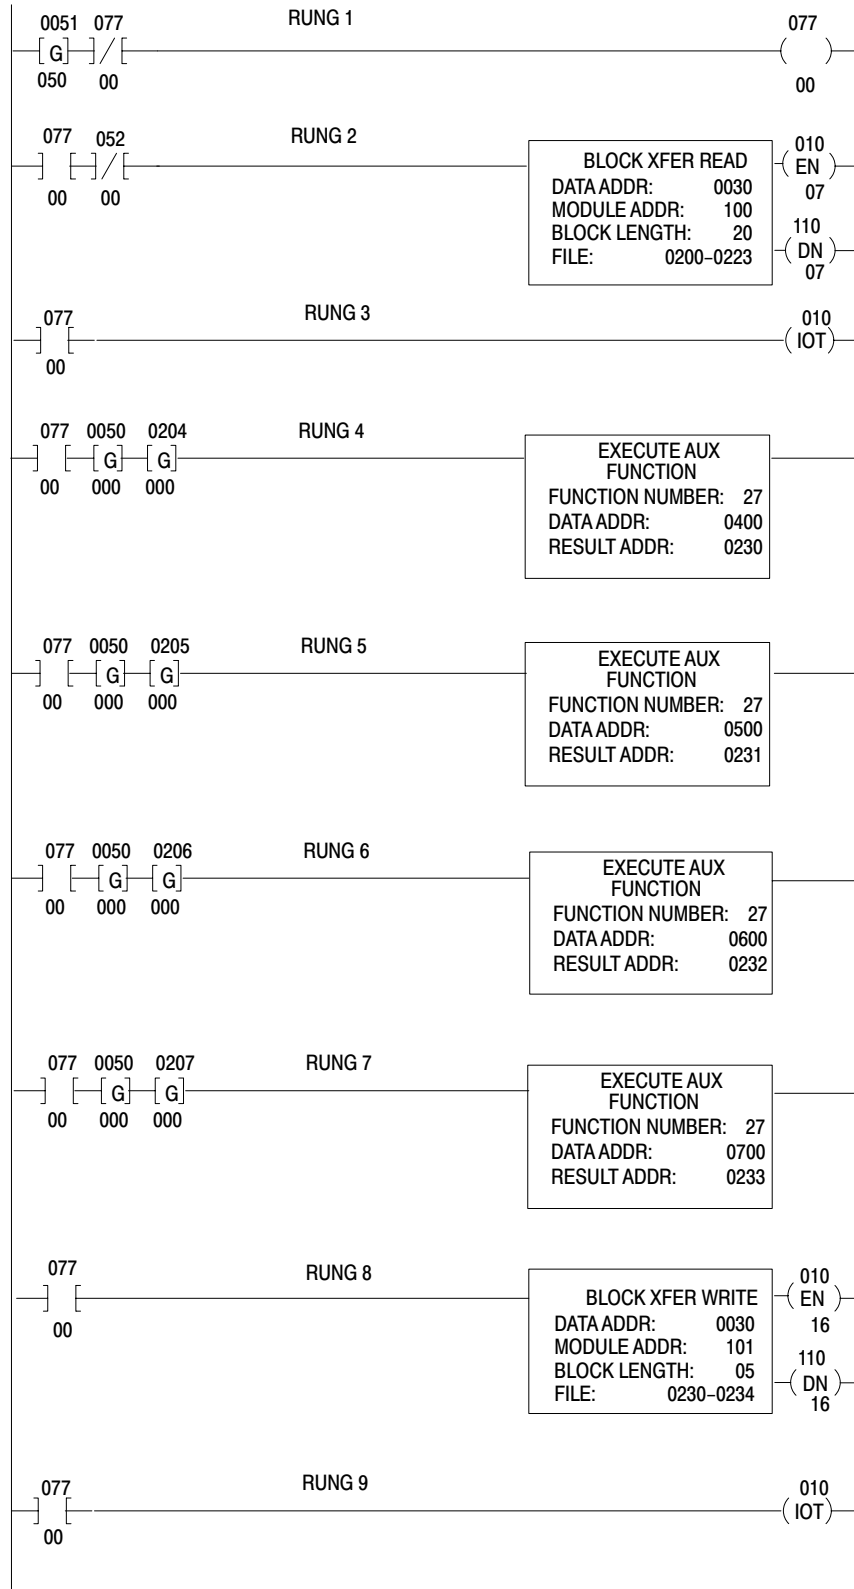 RUNG 1
0051 077 077
G
050 00 00
RUNG 2
077 052
00 00
BLOCK XFER READ
DATA ADDR: 0030
MODULE ADDR: 100
BLOCK LENGTH: 20
FILE: 0200–0223
010
EN
07
110
DN
07
RUNG 3
077 010
IOT
00
RUNG 4
077 0050 0204
G G
00 000 000
EXECUTE AUX
FUNCTION
FUNCTION NUMBER: 27
DATA ADDR: 0400
RESULT ADDR: 0230
RUNG 5
077 0050 0205
G G
00 000 000
EXECUTE AUX
FUNCTION
FUNCTION NUMBER: 27
DATA ADDR: 0500
RESULT ADDR: 0231
RUNG 6
077 0050 0206
G G
00 000 000
EXECUTE AUX
FUNCTION
FUNCTION NUMBER: 27
DATA ADDR: 0600
RESULT ADDR: 0232
RUNG 7
077 0050 0207
G G
00 000 000
EXECUTE AUX
FUNCTION
FUNCTION NUMBER: 27
DATA ADDR: 0700
RESULT ADDR: 0233
RUNG 8
077
00
BLOCK XFER WRITE
DATA ADDR: 0030
MODULE ADDR: 101
BLOCK LENGTH: 05
FILE: 0230–0234
010
EN
16
110
DN
16
RUNG 9
077 010
IOT
00